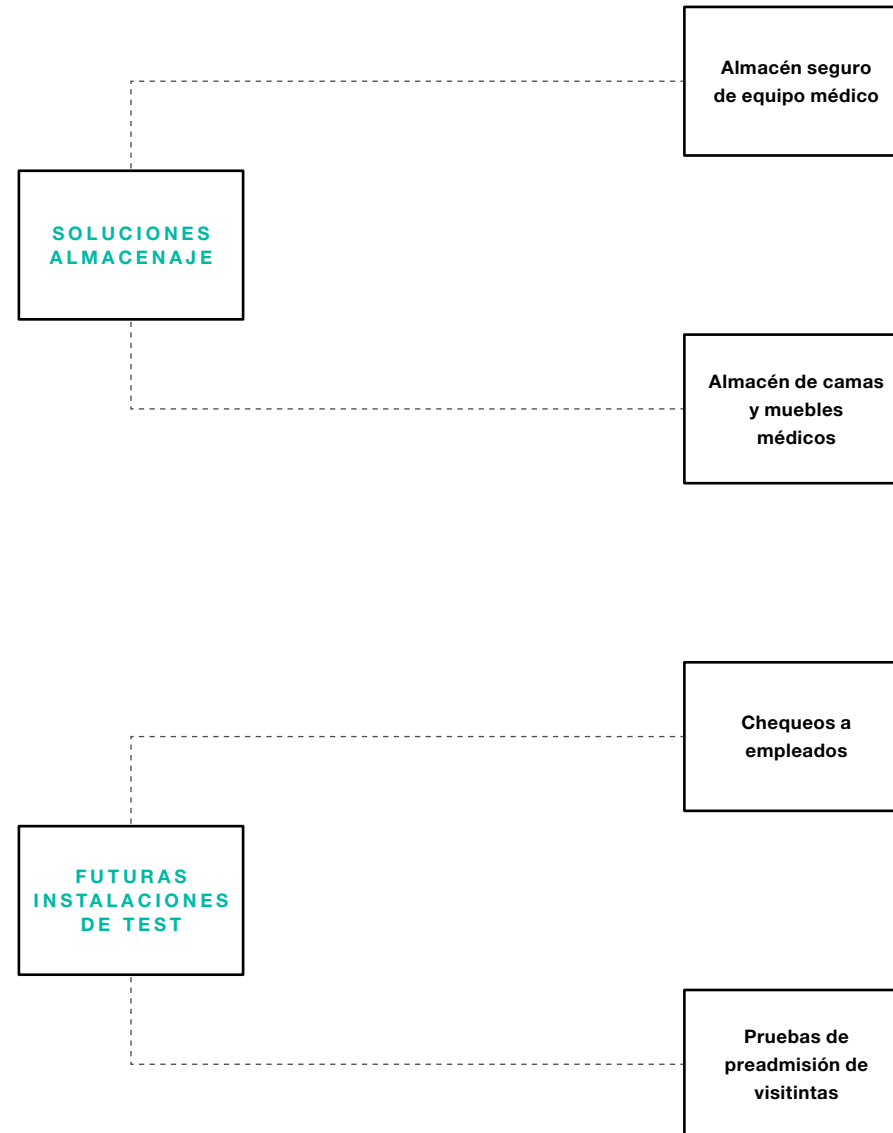 Almacén seguro
de equipo médico
SOLUCIONES
ALMACENAJE
Almacén de camas
y muebles
médicos
Chequeos a
empleados
FUTURAS
INSTALACIONES
DE TEST
Pruebas de
preadmisión de
visitintas